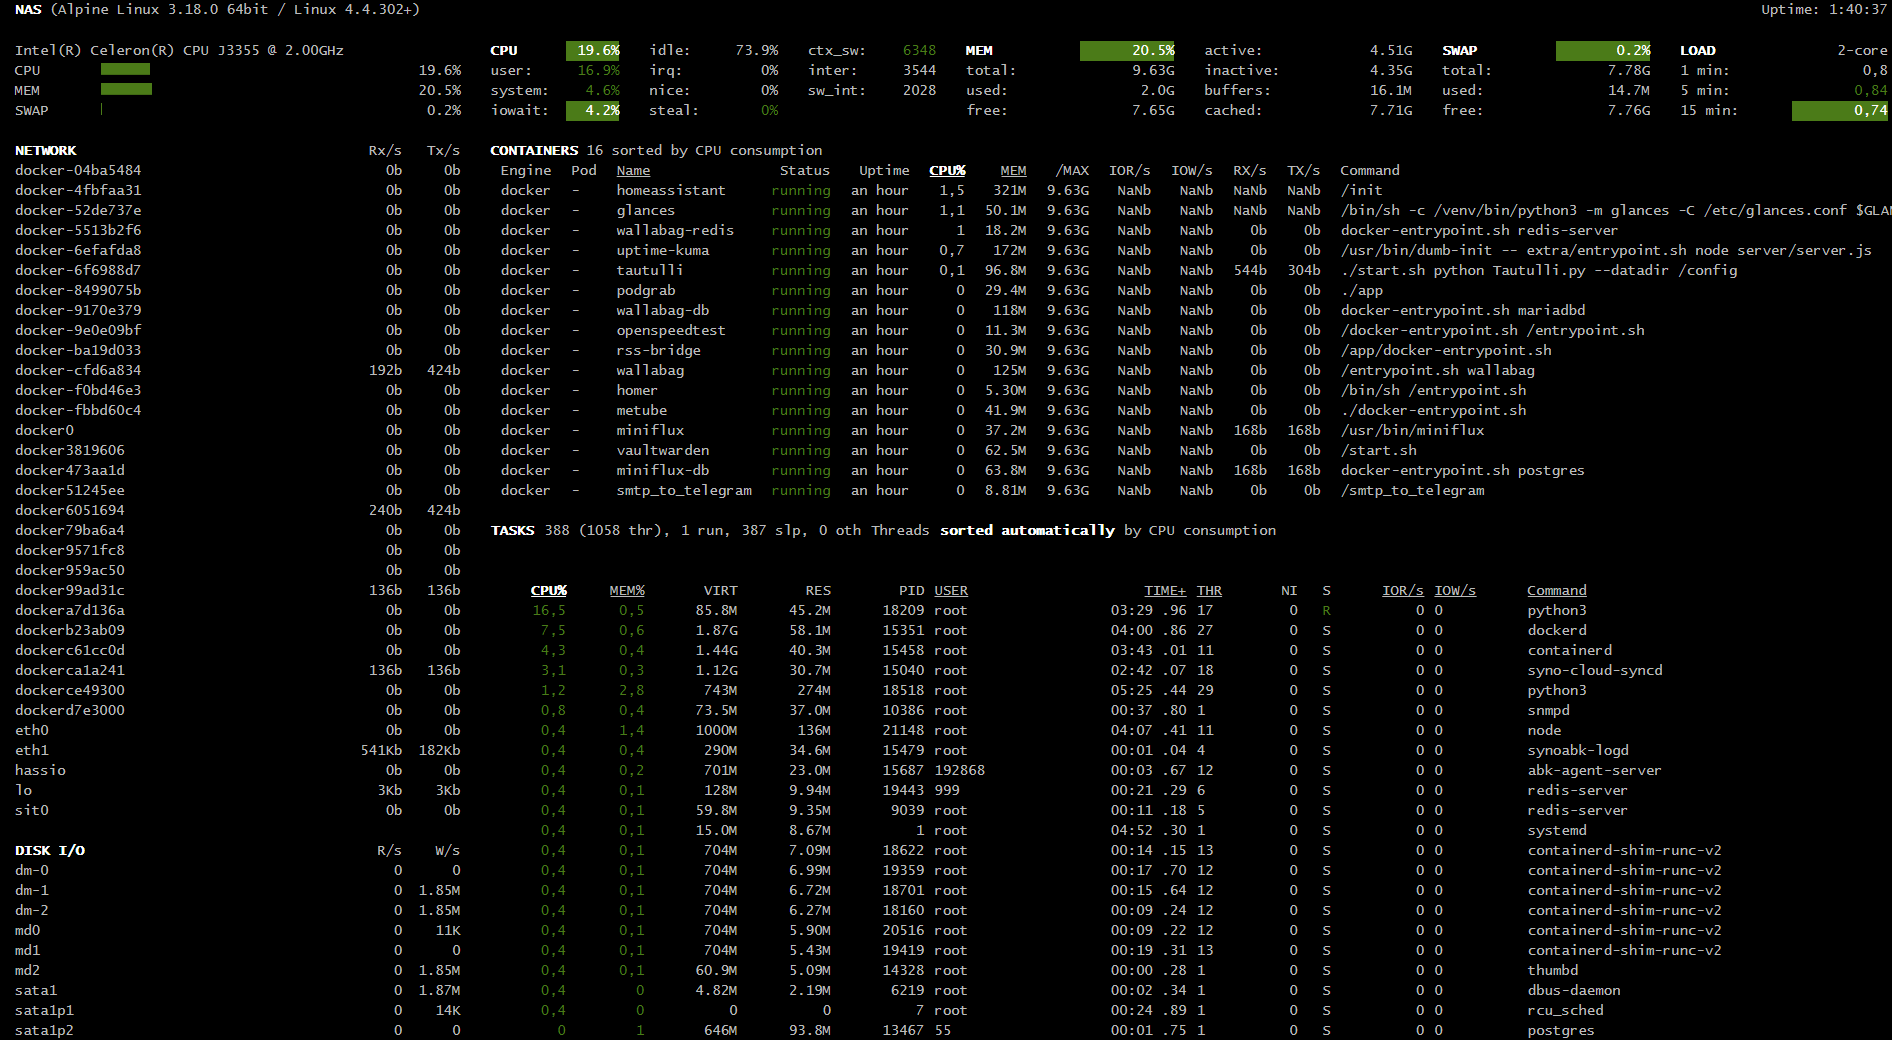 NAS (Alpine Linux 3.18.0 64bit / Linux 4.4.302+) Uptime: 1:40:37
Intel(R) Celeron(R) CPU J3355 @ 2.00GHz
CPU 19.6%
MEM 20.5%
SWAP 0.2%
CPU 19.6% idle: 73.9% ctx_sw: 6348
user: 16.9% irq: 0% inter: 3544
system: 4.6% nice: 0% sw_int: 2028
iowait: 4.2% steal: 0%
MEM 20.5% active: 4.51G
total: 9.63G inactive: 4.35G
used: 2.0G buffers: 16.1M
free: 7.65G cached: 7.71G
SWAP 0.2%
total: 7.78G
used: 14.7M
free: 7.76G
LOAD 2-core
1 min: 0,8
5 min: 0,84
15 min: 0,74
NETWORK Rx/s Tx/s
docker-04ba5484 0b 0b
docker-4fbfaa31 0b 0b
docker-52de737e 0b 0b
docker-5513b2f6 0b 0b
docker-6efafda8 0b 0b
docker-6f6988d7 0b 0b
docker-8499075b 0b 0b
docker-9170e379 0b 0b
docker-9e0e09bf 0b 0b
docker-ba19d033 0b 0b
docker-cfd6a834 192b 424b
docker-f0bd46e3 0b 0b
docker-fbbd60c4 0b 0b
docker0 0b 0b
docker3819606 0b 0b
docker473aa1d 0b 0b
docker51245ee 0b 0b
docker6051694 240b 424b
docker79ba6a4 0b 0b
docker9571fc8 0b 0b
docker959ac50 0b 0b
docker99ad31c 136b 136b
dockera7d136a 0b 0b
dockerb23ab09 0b 0b
dockerc61cc0d 0b 0b
dockerca1a241 136b 136b
dockerce49300 0b 0b
dockerd7e3000 0b 0b
eth0 0b 0b
eth1 541Kb 182Kb
hassio 0b 0b
lo 3Kb 3Kb
sit0 0b 0b
DISK I/O R/s W/s
dm-0 0 0
dm-1 0 1.85M
dm-2 0 1.85M
md0 0 11K
md1 0 0
md2 0 1.85M
sata1 0 1.87M
sata1p1 0 14K
sata1p2 0 0
CONTAINERS 16 sorted by CPU consumption
Engine Pod Name Status Uptime CPU% MEM /MAX IOR/s IOW/s RX/s TX/s Command
docker - homeassistant running an hour 1,5 321M 9.63G NaNb NaNb NaNb NaNb /init
docker - glances running an hour 1,1 50.1M 9.63G NaNb NaNb NaNb NaNb /bin/sh -c /venv/bin/python3 -m glances -C /etc/glances.conf $GLAN
docker - wallabag-redis running an hour 1 18.2M 9.63G NaNb NaNb 0b 0b docker-entrypoint.sh redis-server
docker - uptime-kuma running an hour 0,7 172M 9.63G NaNb NaNb 0b 0b /usr/bin/dumb-init -- extra/entrypoint.sh node server/server.js
docker - tautulli running an hour 0,1 96.8M 9.63G NaNb NaNb 544b 304b ./start.sh python Tautulli.py --datadir /config
docker - podgrab running an hour 0 29.4M 9.63G NaNb NaNb 0b 0b ./app
docker - wallabag-db running an hour 0 118M 9.63G NaNb NaNb 0b 0b docker-entrypoint.sh mariadbd
docker - openspeedtest running an hour 0 11.3M 9.63G NaNb NaNb 0b 0b /docker-entrypoint.sh /entrypoint.sh
docker - rss-bridge running an hour 0 30.9M 9.63G NaNb NaNb 0b 0b /app/docker-entrypoint.sh
docker - wallabag running an hour 0 125M 9.63G NaNb NaNb 0b 0b /entrypoint.sh wallabag
docker - homer running an hour 0 5.30M 9.63G NaNb NaNb 0b 0b /bin/sh /entrypoint.sh
docker - metube running an hour 0 41.9M 9.63G NaNb NaNb 0b 0b ./docker-entrypoint.sh
docker - miniflux running an hour 0 37.2M 9.63G NaNb NaNb 168b 168b /usr/bin/miniflux
docker - vaultwarden running an hour 0 62.5M 9.63G NaNb NaNb 0b 0b /start.sh
docker - miniflux-db running an hour 0 63.8M 9.63G NaNb NaNb 168b 168b docker-entrypoint.sh postgres
docker - smtp_to_telegram running an hour 0 8.81M 9.63G NaNb NaNb 0b 0b /smtp_to_telegram
TASKS 388 (1058 thr), 1 run, 387 slp, 0 oth Threads sorted automatically by CPU consumption
CPU% MEM% VIRT RES PID USER TIME+ THR NI S IOR/s IOW/s Command
16,5 0,5 85.8M 45.2M 18209 root 03:29 .96 17 0 R 0 0 python3
7,5 0,6 1.87G 58.1M 15351 root 04:00 .86 27 0 S 0 0 dockerd
4,3 0,4 1.44G 40.3M 15458 root 03:43 .01 11 0 S 0 0 containerd
3,1 0,3 1.12G 30.7M 15040 root 02:42 .07 18 0 S 0 0 syno-cloud-syncd
1,2 2,8 743M 274M 18518 root 05:25 .44 29 0 S 0 0 python3
0,8 0,4 73.5M 37.0M 10386 root 00:37 .80 1 0 S 0 0 snmpd
0,4 1,4 1000M 136M 21148 root 04:07 .41 11 0 S 0 0 node
0,4 0,4 290M 34.6M 15479 root 00:01 .04 4 0 S 0 0 synoabk-logd
0,4 0,2 701M 23.0M 15687 192868 00:03 .67 12 0 S 0 0 abk-agent-server
0,4 0,1 128M 9.94M 19443 999 00:21 .29 6 0 S 0 0 redis-server
0,4 0,1 59.8M 9.35M 9039 root 00:11 .18 5 0 S 0 0 redis-server
0,4 0,1 15.0M 8.67M 1 root 04:52 .30 1 0 S 0 0 systemd
0,4 0,1 704M 7.09M 18622 root 00:14 .15 13 0 S 0 0 containerd-shim-runc-v2
0,4 0,1 704M 6.99M 19359 root 00:17 .70 12 0 S 0 0 containerd-shim-runc-v2
0,4 0,1 704M 6.72M 18701 root 00:15 .64 12 0 S 0 0 containerd-shim-runc-v2
0,4 0,1 704M 6.27M 18160 root 00:09 .24 12 0 S 0 0 containerd-shim-runc-v2
0,4 0,1 704M 5.90M 20516 root 00:09 .22 12 0 S 0 0 containerd-shim-runc-v2
0,4 0,1 704M 5.43M 19419 root 00:19 .31 13 0 S 0 0 containerd-shim-runc-v2
0,4 0,1 60.9M 5.09M 14328 root 00:00 .28 1 0 S 0 0 thumbd
0,4 0 4.82M 2.19M 6219 root 00:02 .34 1 0 S 0 0 dbus-daemon
0,4 0 0 0 7 root 00:24 .89 1 0 S 0 0 rcu_sched
0 1 646M 93.8M 13467 55 00:01 .75 1 0 S 0 0 postgres